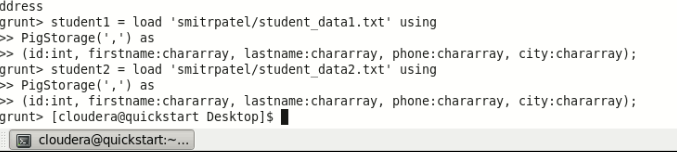 ddress
grunt> student1 = load 'smitrpatel/student_data1.txt' using
>> PigStorage(',') as
>> (id:int, firstname:chararray, lastname:chararray, phone:chararray, city:chararray);
grunt> student2 = load 'smitrpatel/student_data2.txt' using
>> PigStorage(',') as
>> (id:int, firstname:chararray, lastname:chararray, phone:chararray, city:chararray);
grunt> [cloudera@quickstart Desktop]$
cloudera@quickstart:~...